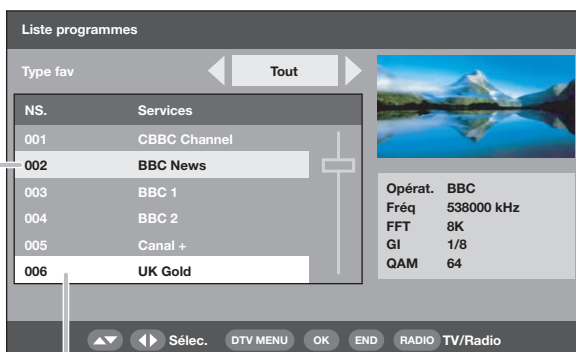 Liste programmes
Type fav Tout
NS. Services
001 CBBC Channel
002 BBC News
003 BBC 1
004 BBC 2
005 Canal +
006 UK Gold
Opérat. BBC
Fréq 538000 kHz
FFT 8K
GI 1/8
QAM 64
Sélec. DTV MENU OK END RADIO TV/Radio